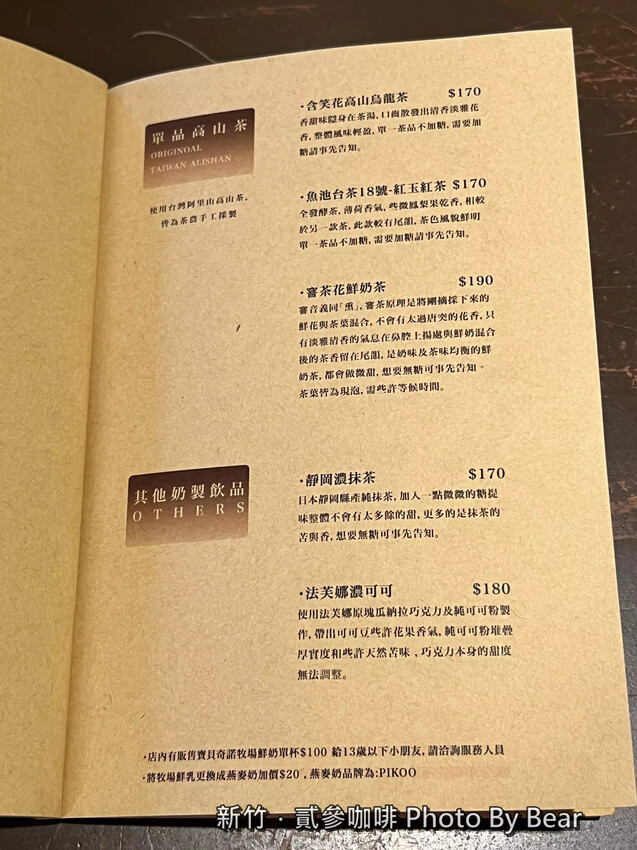 單品高山茶
ORIGINOAL
TAIWAN ALISHAN
使用台灣阿里山高山茶,
皆為茶農手工採製
·含笑花高山烏龍茶 $170
香甜味隱身在茶湯,口齒散發出清香淡雅花
香,整體風味輕盈,單一茶品不加糖,需要加
糖請事先告知。
·魚池台茶18號-紅玉紅茶 $170
全發酵茶,薄荷香氣,些微鳳梨果乾香,相較
於另一款茶,此款較有尾韻,茶色風貌鮮明
單一茶品不加糖,需要加糖請事先告知。
·窨茶花鮮奶茶 $190
窨音義同「熏」,窨茶原理是將剛摘採下來的
鮮花與茶葉混合,不會有太過唐突的花香,只
有淡雅清香的氣息在鼻腔上揚處與鮮奶混合
後的茶香留在尾韻,是奶味及茶味均衡的鮮
奶茶,都會做微甜,想要無糖可事先告知。
茶葉皆為現泡,需些許等候時間。
其他奶製飲品
OTHERS
·靜岡濃抹茶 $170
日本靜岡縣產純抹茶,加入一點微微的糖提
味整體不會有太多餘的甜,更多的是抹茶的
苦與香,想要無糖可事先告知。
·法芙娜濃可可 $180
使用法芙娜原塊瓜納拉巧克力及純可可粉製
作,帶出可可豆些許花果香氣,純可可粉堆疊
厚實度和些許天然苦味、巧克力本身的甜度
無法調整。
·店內有販售寶貝奇諾牧場鮮奶單杯$100 給13歲以下小朋友,請洽詢服務人員
·將牧場鮮乳更換成燕麥奶加價$20,燕麥奶品牌為:PIKOO
新竹·貳參咖啡 Photo By Bear